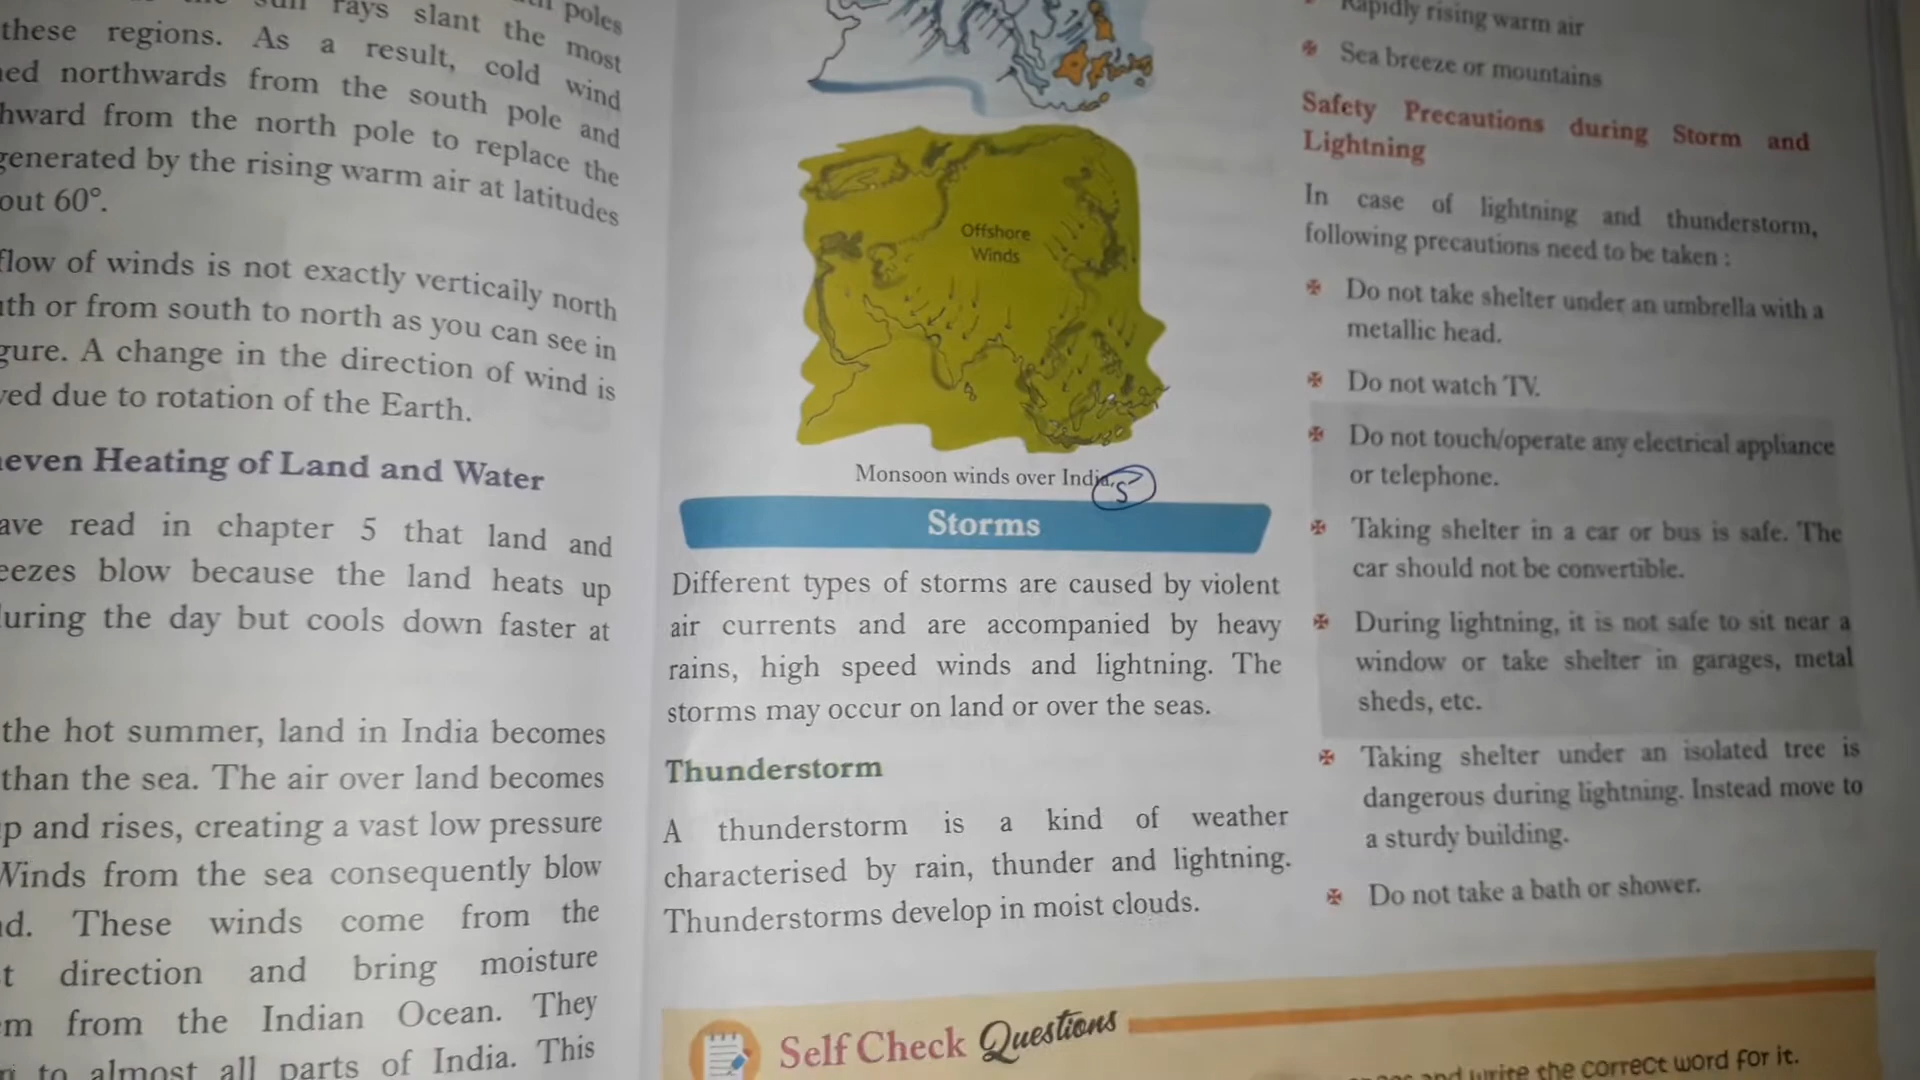 poles
rays slant the most
these regions. As a result, cold wind
northwards from the south pole and
from the north pole to replace the
generated by the rising warm air at latitudes
60°.
flow of winds is not exactly vertically north
or from south to north as you can see in
A change in the direction of wind is
due to rotation of the Earth.
Heating of Land and Water
read in chapter 5 that land and
blow because the land heats up
the day but cools down faster at
the hot summer, land in India becomes
than the sea. The air over land becomes
and rises, creating a vast low pressure
Winds from the sea consequently blow
These winds come from the
direction and bring moisture
from the Indian Ocean. They
to almost all parts of India. This
Offshore
Winds
Monsoon winds over India.
5
Storms
Different types of storms are caused by violent
air currents and are accompanied by heavy
rains, high speed winds and lightning. The
storms may occur on land or over the seas.
Thunderstorm
A thunderstorm is a kind of weather
characterised by rain, thunder and lightning.
Thunderstorms develop in moist clouds.
Rapidly rising warm air
Sea breeze or mountains
Safety Precautions during Storm and
Lightning
In case of lightning and thunderstorm,
following precautions need to be taken :
Do not take shelter under an umbrella with a
metallic head.
Do not watch TV.
Do not touch/operate any electrical appliance
or telephone.
Taking shelter in a car or bus is safe. The
car should not be convertible.
During lightning, it is not safe to sit near a
window or take shelter in garages, metal
sheds, etc.
Taking shelter under an isolated tree is
dangerous during lightning. Instead move to
a sturdy building.
Do not take a bath or shower.
Self Check Questions
and write the correct word for it.